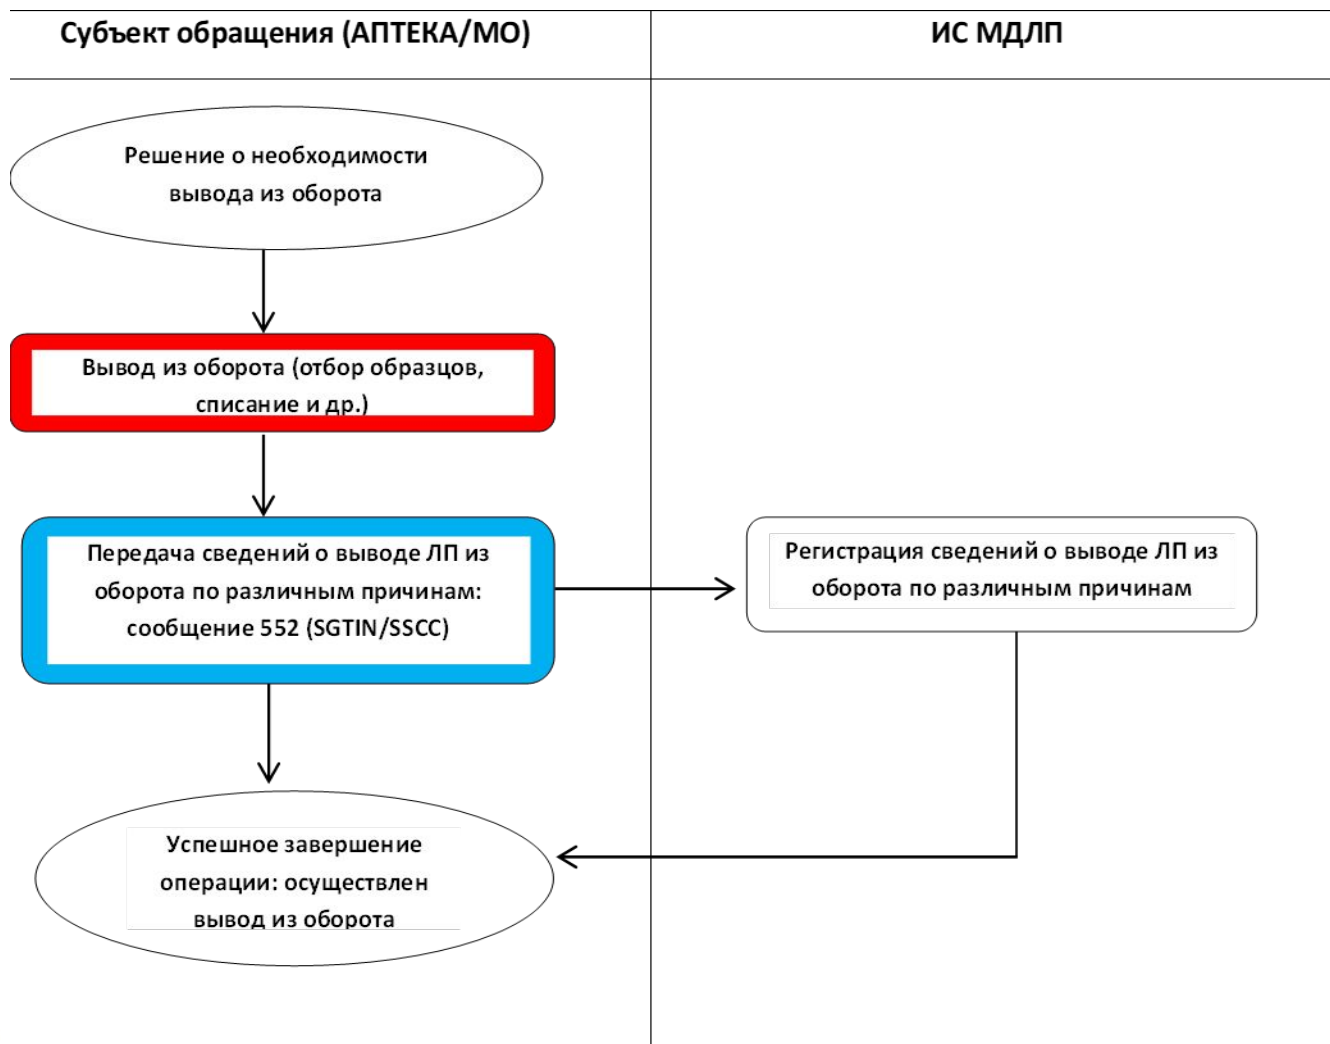 Субъект обращения (АПТЕКА/МО)
ИС МДЛП
Решение о необходимости
вывода из оборота
Вывод из оборота (отбор образцов,
списание и др.)
Передача сведений о выводе ЛП из
оборота по различным причинам:
сообщение 552 (SGTIN/SSCC)
Регистрация сведений о выводе ЛП из
оборота по различным причинам
Успешное завершение
операции: осуществлен
вывод из оборота